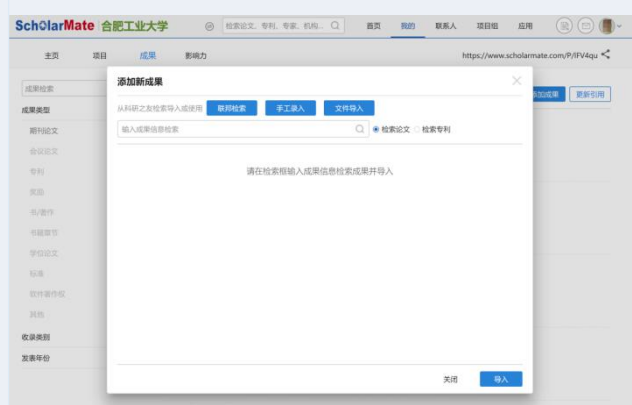 SchOlarMate 合肥工业大学 检索论文、专利、专家、机构... 首页 我的 联系人 项目组 应用
主页 项目 成果 影响力 https://www.scholarmate.com/P/IFV4qu
成果检索 添加新成果 添加成果 更新引用
成果类型 从科研之友检索导入或使用 联邦检索 手工录入 文件导入
期刊论文 输入成果信息检索 检索论文 检索专利
会议论文
专利 请在检索框输入成果信息检索成果并导入
奖励
书/著作
书籍章节
学位论文
标准
软件著作权
其他
收录类别
发表年份
关闭 导入